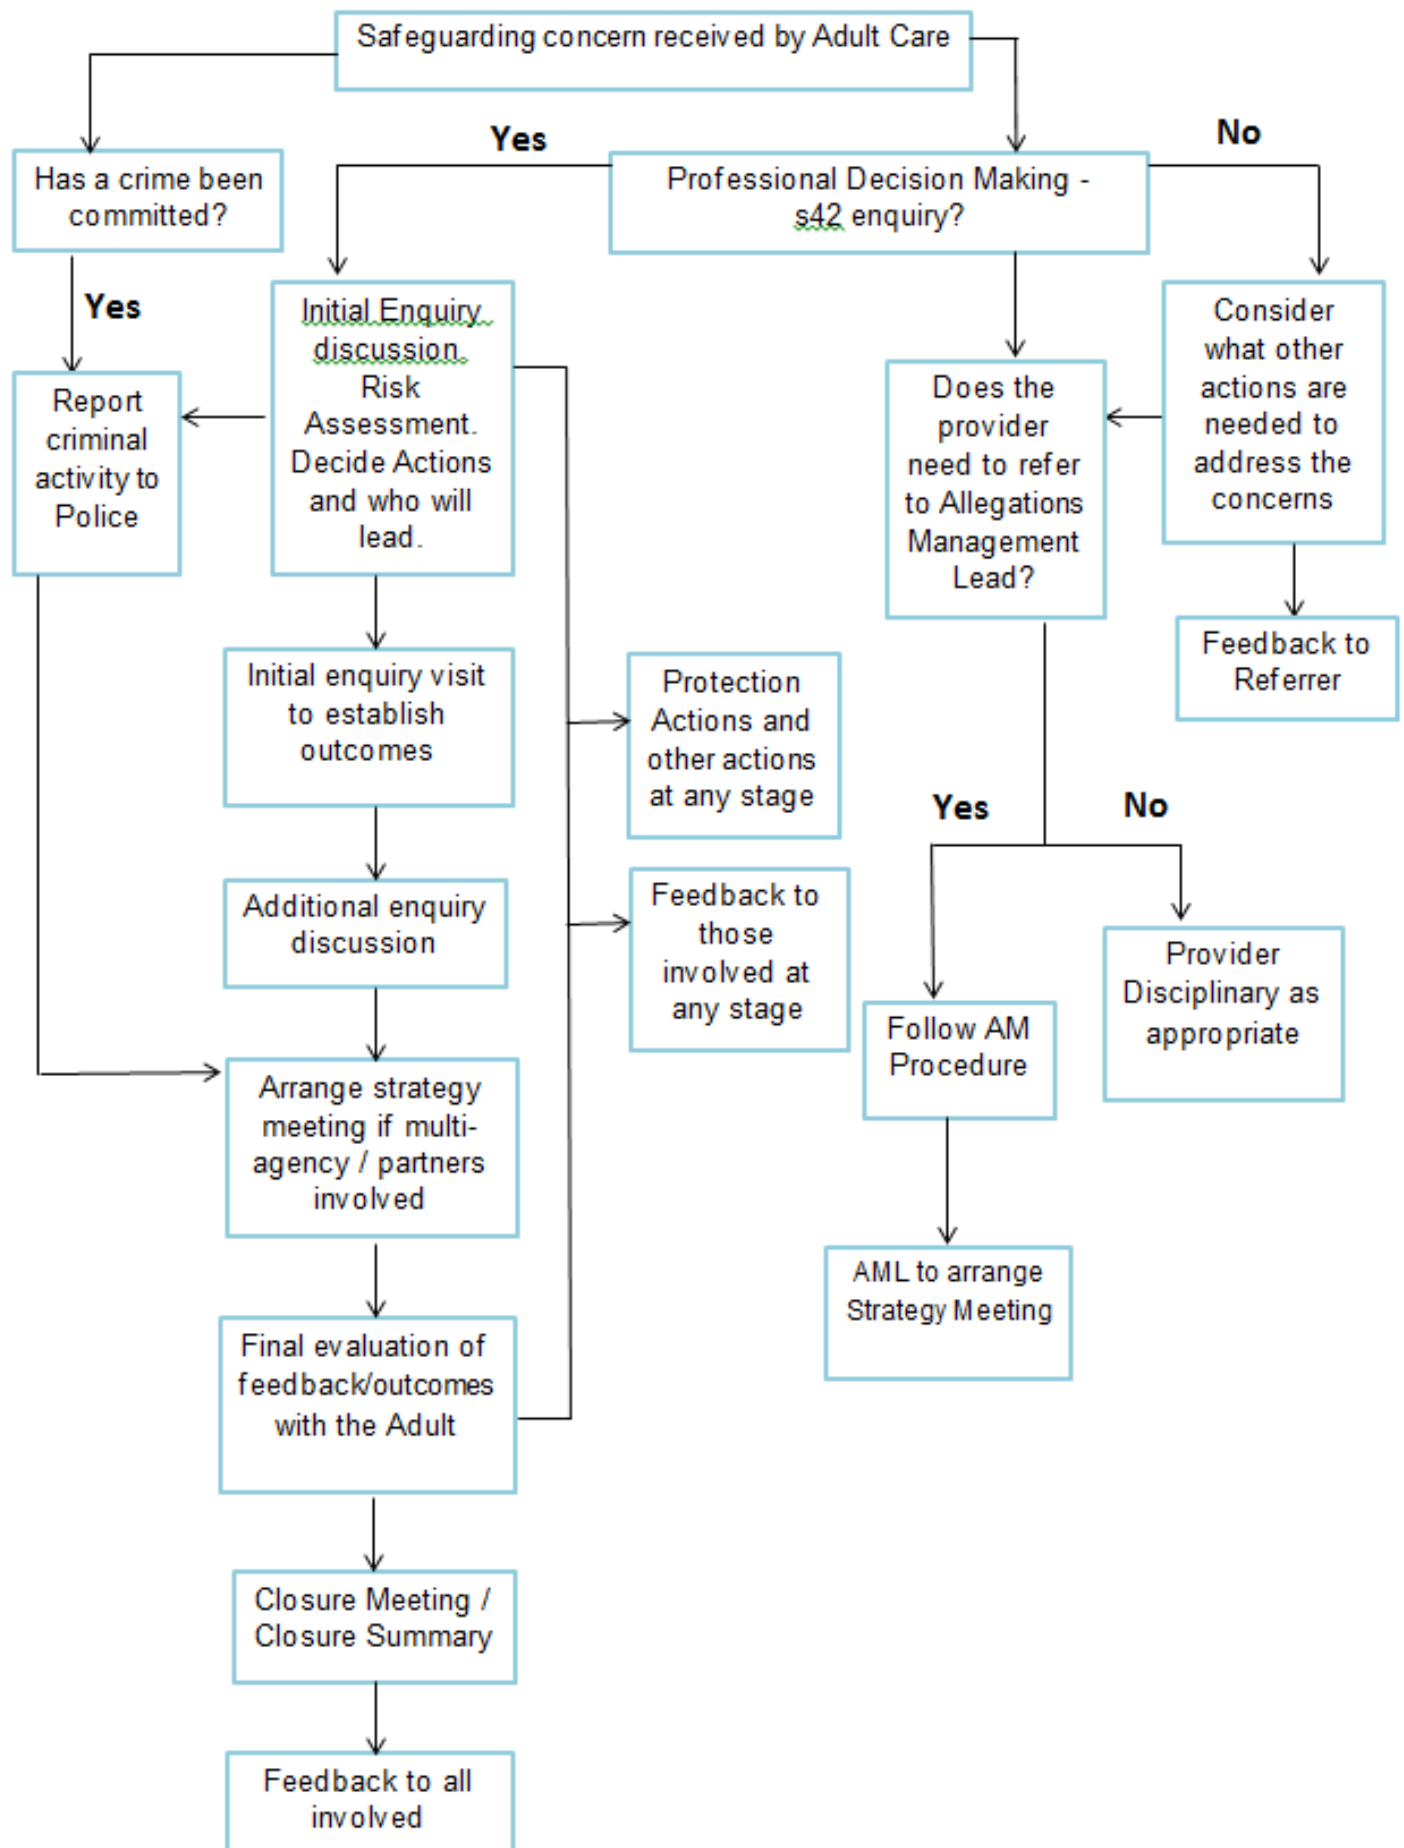 Safeguarding concern received by Adult Care
Yes
No
Has a crime been
committed?
Professional Decision Making -
s42 enquiry?
Yes
Initial Enquiry
discussion.
Risk
Assessment.
Decide Actions
and who will
lead.
Consider
what other
actions are
needed to
address the
concerns
Report
criminal
activity to
Police
Does the
provider
need to refer
to Allegations
Management
Lead?
Feedback to
Referrer
Initial enquiry visit
to establish
outcomes
Protection
Actions and
other actions
at any stage
Yes
No
Additional enquiry
discussion
Feedback to
those
involved at
any stage
Provider
Disciplinary as
appropriate
Follow AM
Procedure
Arrange strategy
meeting if multi-
agency / partners
involved
AML to arrange
Strategy Meeting
Final evaluation of
feedback/outcomes
with the Adult
Closure Meeting /
Closure Summary
Feedback to all
involved